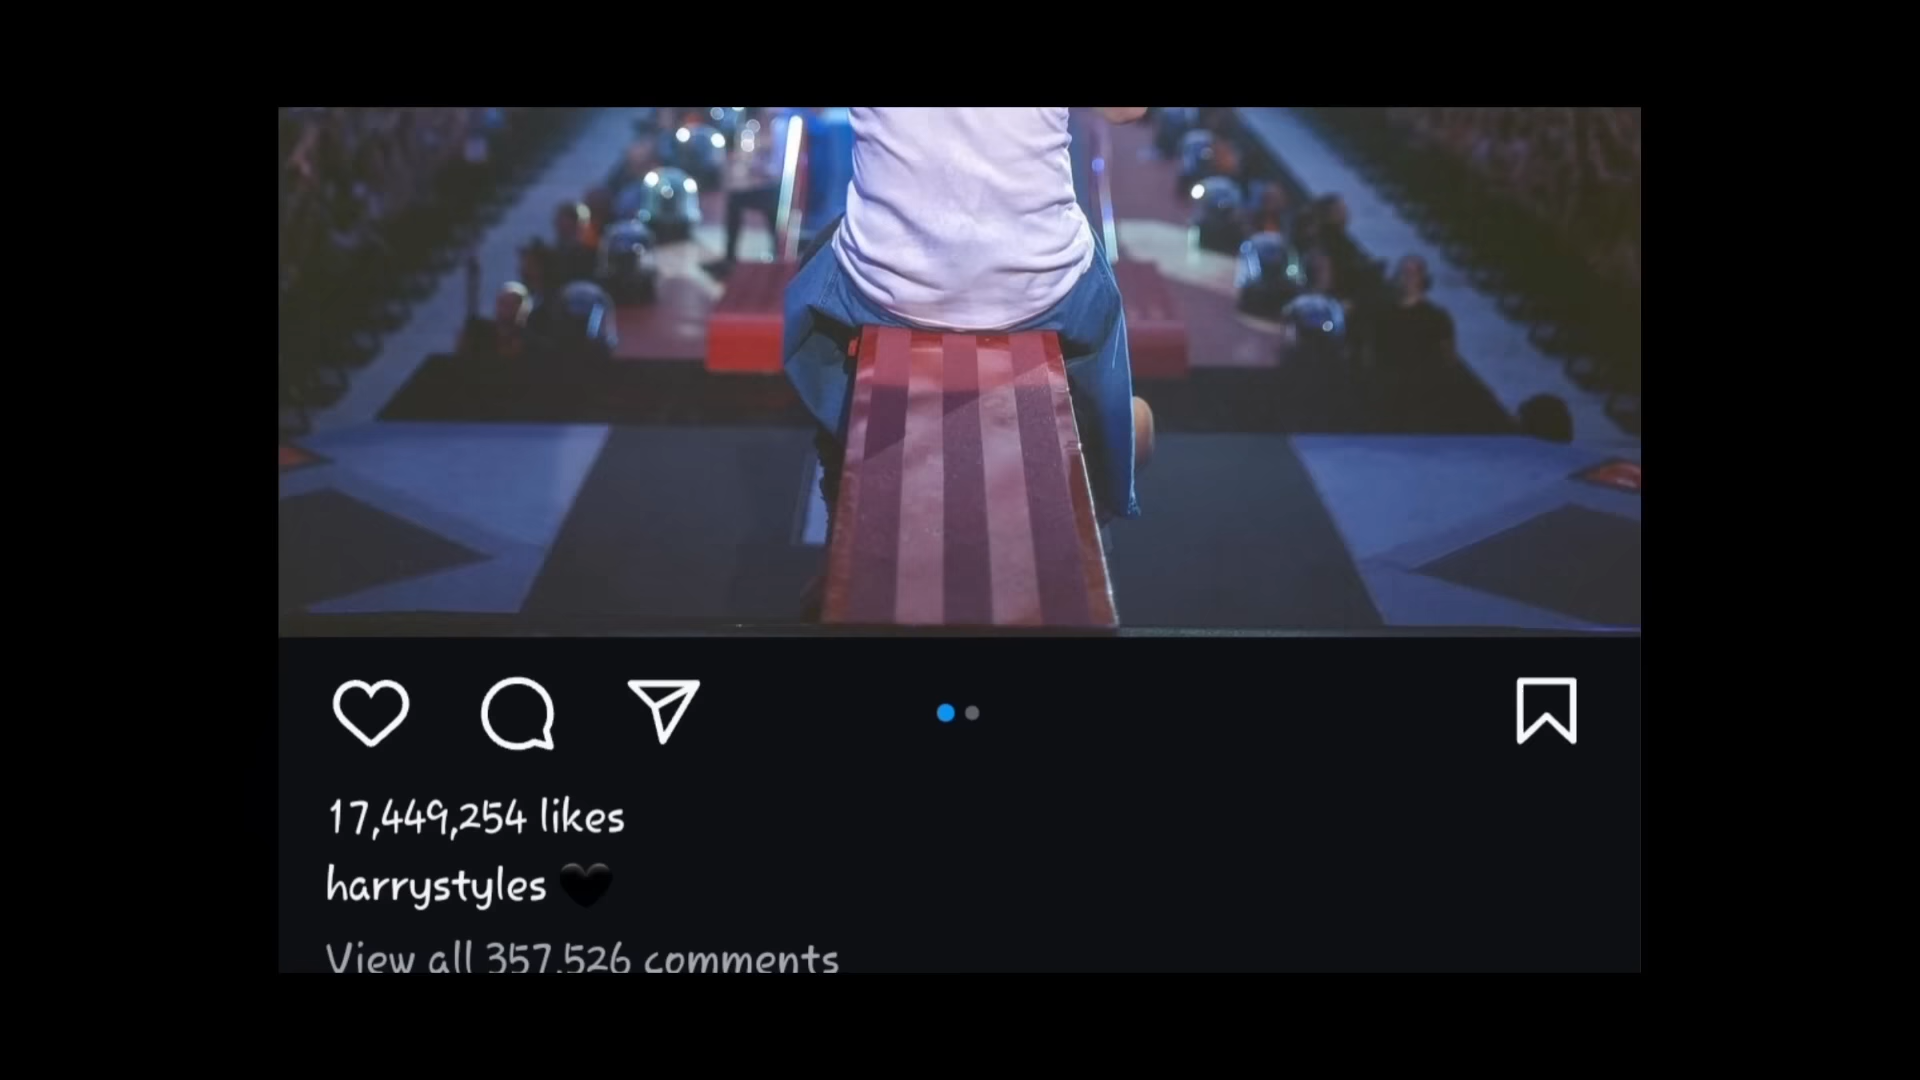 17,449,254 likes
harrystyles 🖤
View all 357,526 comments